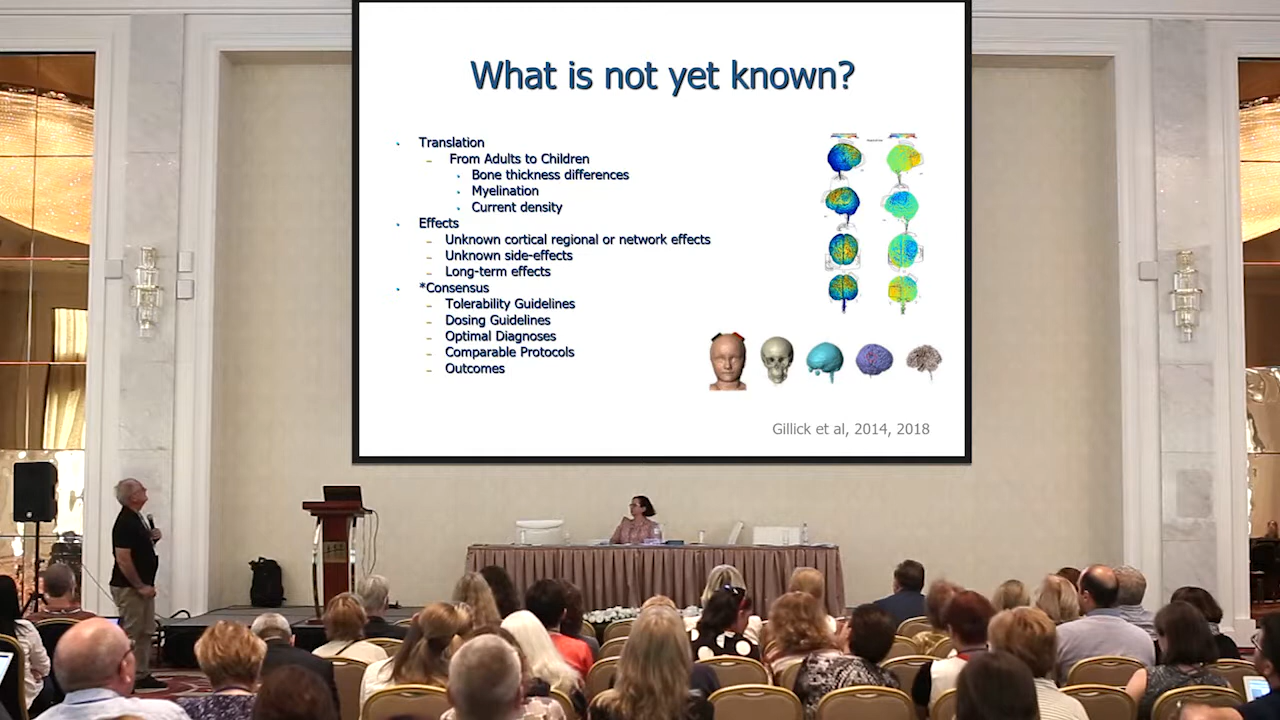 What is not yet known?
Translation
From Adults to Children
Bone thickness differences
Myelination
Current density
Effects
Unknown cortical regional or network effects
Unknown side-effects
Long-term effects
*Consensus
Tolerability Guidelines
Dosing Guidelines
Optimal Diagnoses
Comparable Protocols
Outcomes
Gillick et al, 2014, 2018